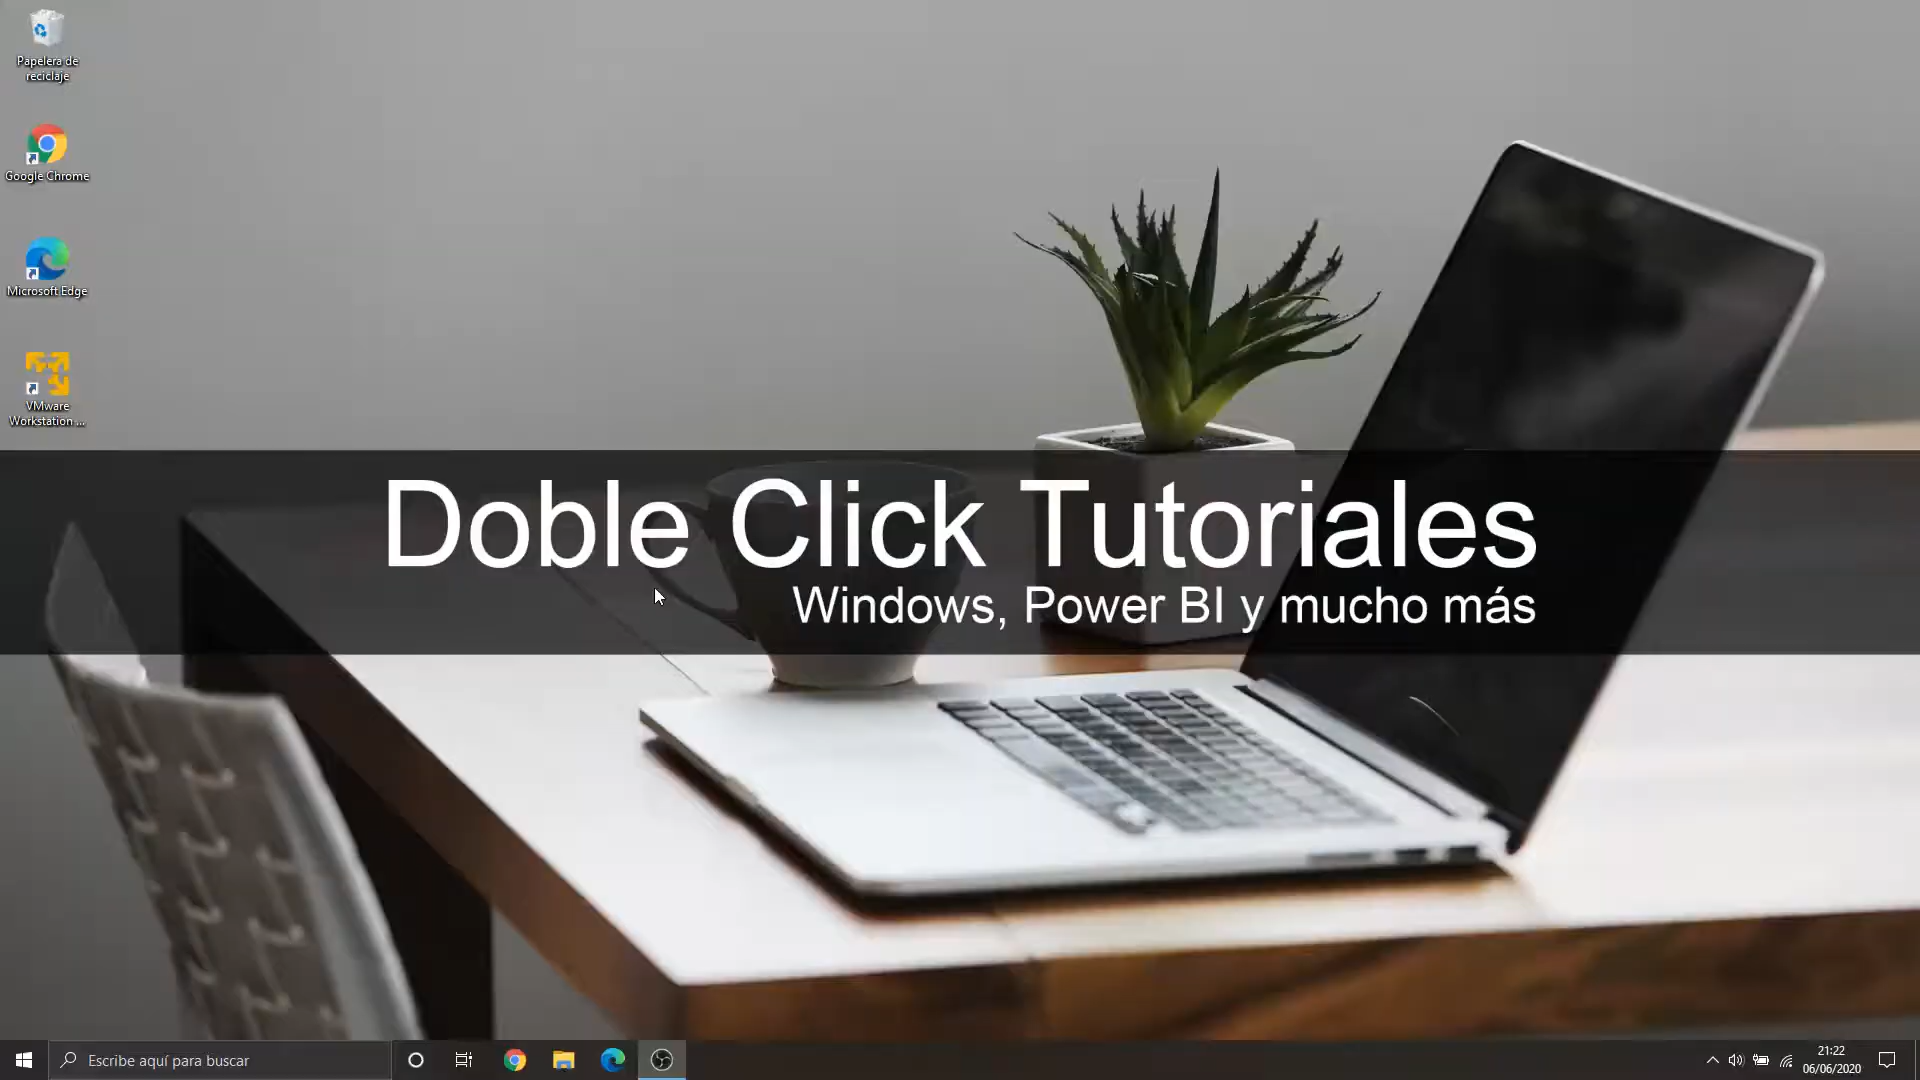 Papelera de
reciclaje
Google Chrome
Microsoft Edge
VMware
Workstation ...
Doble Click Tutoriales
Windows, Power BI y mucho más
Escribe aquí para buscar
21:22
06/06/2020